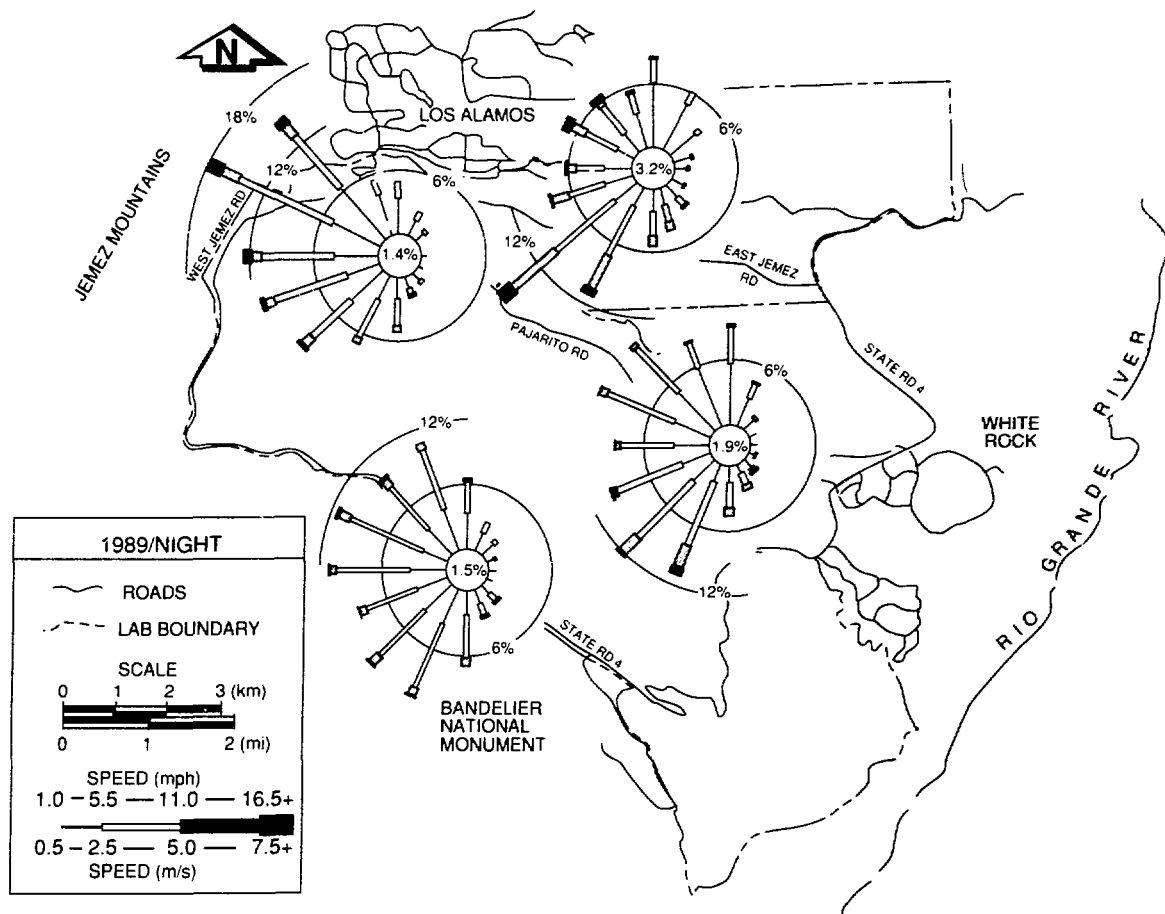 N
LOS ALAMOS
18%
12%
6%
1.4%
JEMEZ MOUNTAINS
WEST JEMEZ RD
6%
3.2%
12%
EAST JEMEZ
RD
PAJARITO RD
STATE RD 4
6%
1.9%
12%
WHITE
ROCK
RIO GRANDE RIVER
12%
1.5%
6%
STATE RD 4
BANDELIER
NATIONAL
MONUMENT
1989/NIGHT
ROADS
LAB BOUNDARY
SCALE
0 1 2 3 (km)
0 1 2 (mi)
SPEED (mph)
1.0 – 5.5 — 11.0 — 16.5+
0.5 – 2.5 — 5.0 — 7.5+
SPEED (m/s)